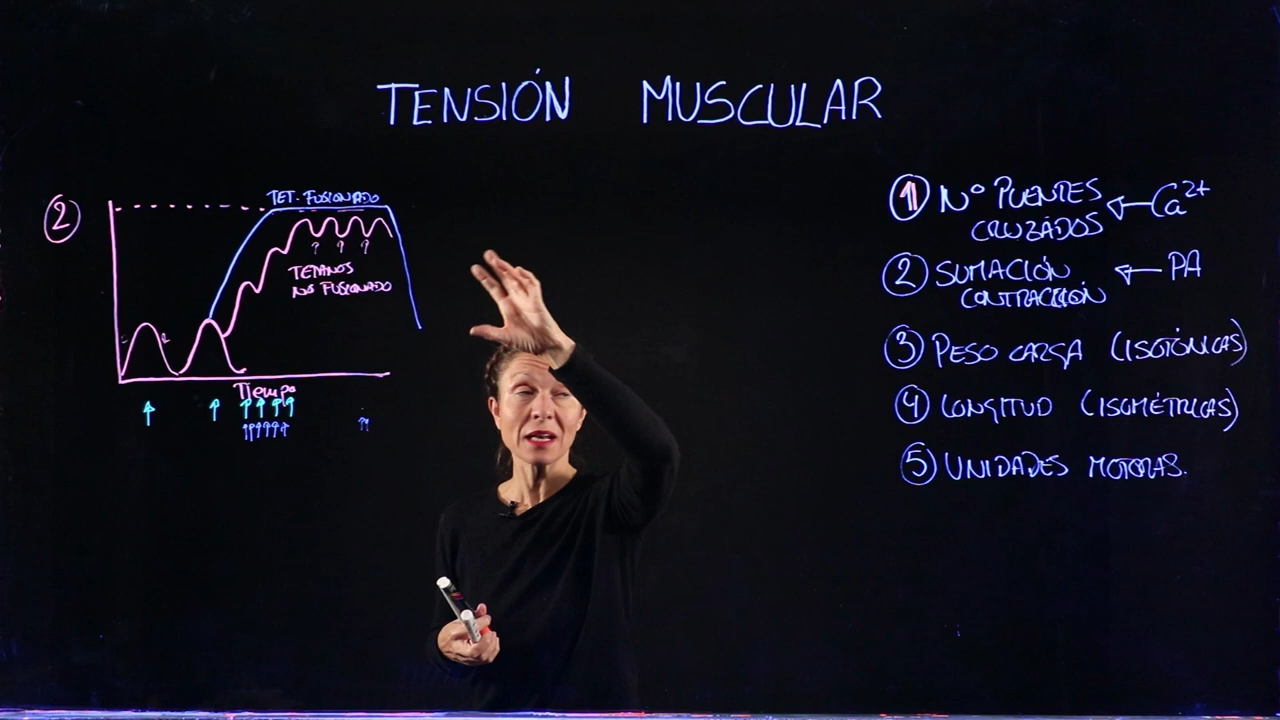 TENSIÓN MUSCULAR
②
TET. FUSIONADO
TETANOS
NO FUSIONADO
Tiempo
① Nº PUENTES CRUZADOS ← Ca²⁺
② SUMACIÓN CONTRACCIÓN ← PA
③ PESO CARGA (ISOTÓNICAS)
④ LONGITUD (ISOMÉTRICAS)
⑤ UNIDADES MOTORAS.